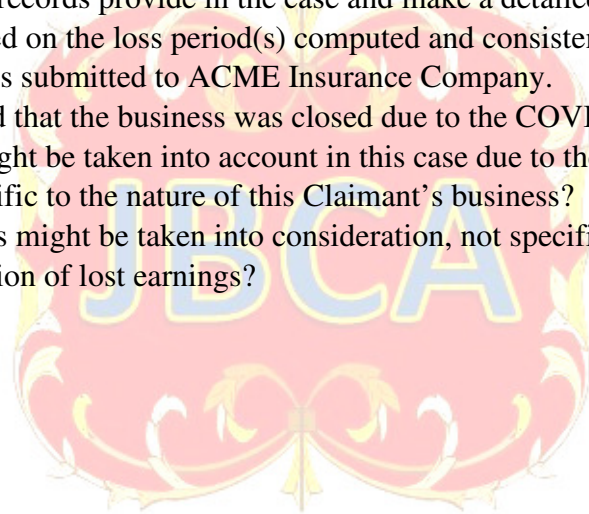 records provide in the case and make a detailed
ed on the loss period(s) computed and consisten
s submitted to ACME Insurance Company.
d that the business was closed due to the COVI
ght be taken into account in this case due to the
ific to the nature of this Claimant's business?
s might be taken into consideration, not specifi
ion of lost earnings?
JBCA